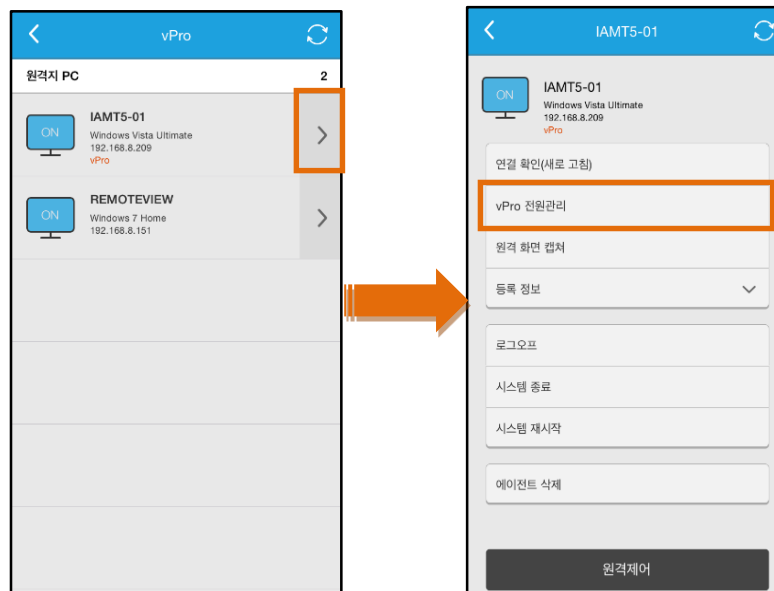 vPro
원격지 PC 2
ON
IAMT5-01
Windows Vista Ultimate
192.168.8.209
vPro
ON
REMOTEVIEW
Windows 7 Home
192.168.8.151
IAMT5-01
ON
IAMT5-01
Windows Vista Ultimate
192.168.8.209
vPro
연결 확인(새로 고침)
vPro 전원관리
원격 화면 캡쳐
등록 정보
로그오프
시스템 종료
시스템 재시작
에이전트 삭제
원격제어